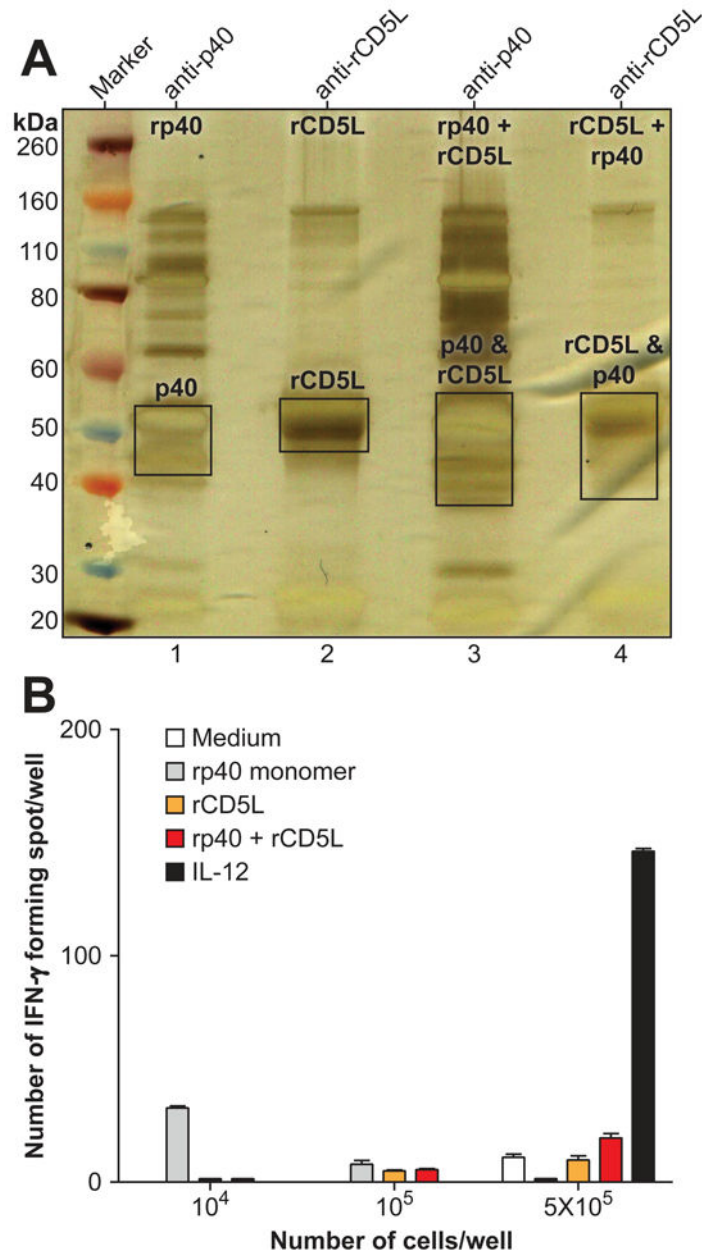 A
Marker
anti-p40
anti-rCD5L
anti-p40
anti-rCD5L
kDa
260
160
110
80
60
50
40
30
20
rp40
rCD5L
rp40 +
rCD5L
rCD5L +
rp40
p40
rCD5L
p40 &
rCD5L
rCD5L &
p40
1
2
3
4
B
Number of IFN-γ forming spot/well
200
100
0
Medium
rp40 monomer
rCD5L
rp40 + rCD5L
IL-12
10⁴
10⁵
5X10⁵
Number of cells/well